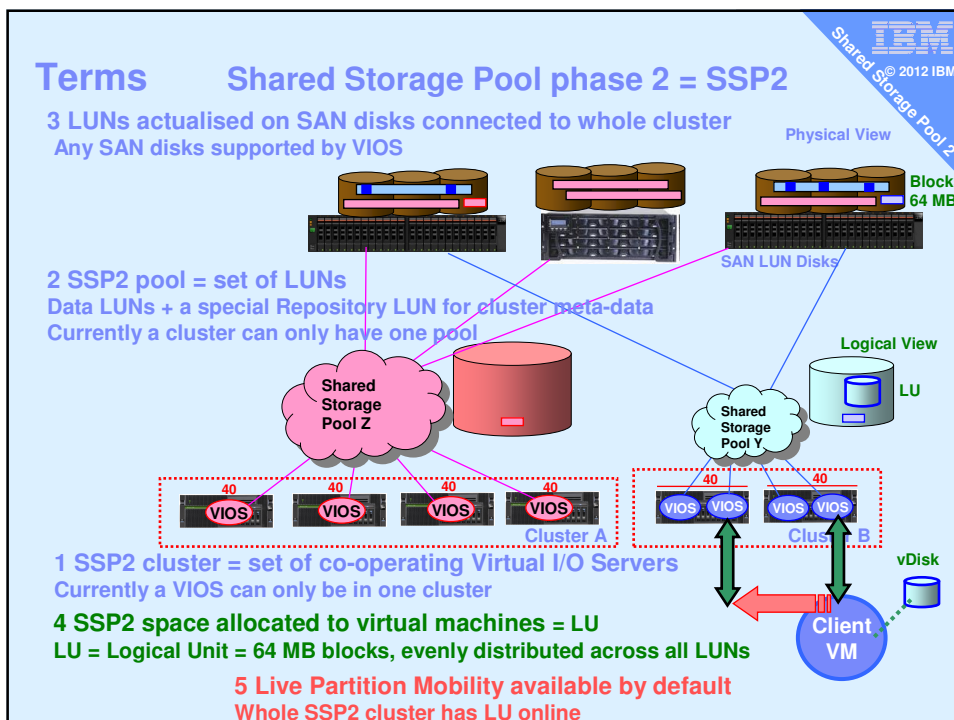 IBM
© 2012 IBM
Shared Storage Pool 2
Terms Shared Storage Pool phase 2 = SSP2
3 LUNs actualised on SAN disks connected to whole cluster
Any SAN disks supported by VIOS
Physical View
Block
64 MB
SAN LUN Disks
2 SSP2 pool = set of LUNs
Data LUNs + a special Repository LUN for cluster meta-data
Currently a cluster can only have one pool
Logical View
LU
Shared
Storage
Pool Z
Shared
Storage
Pool Y
40 40 40 40 40 40
VIOS VIOS VIOS VIOS VIOS VIOS VIOS VIOS
Cluster A
Cluster B
1 SSP2 cluster = set of co-operating Virtual I/O Servers
Currently a VIOS can only be in one cluster
vDisk
4 SSP2 space allocated to virtual machines = LU
LU = Logical Unit = 64 MB blocks, evenly distributed across all LUNs
Client
VM
5 Live Partition Mobility available by default
Whole SSP2 cluster has LU online